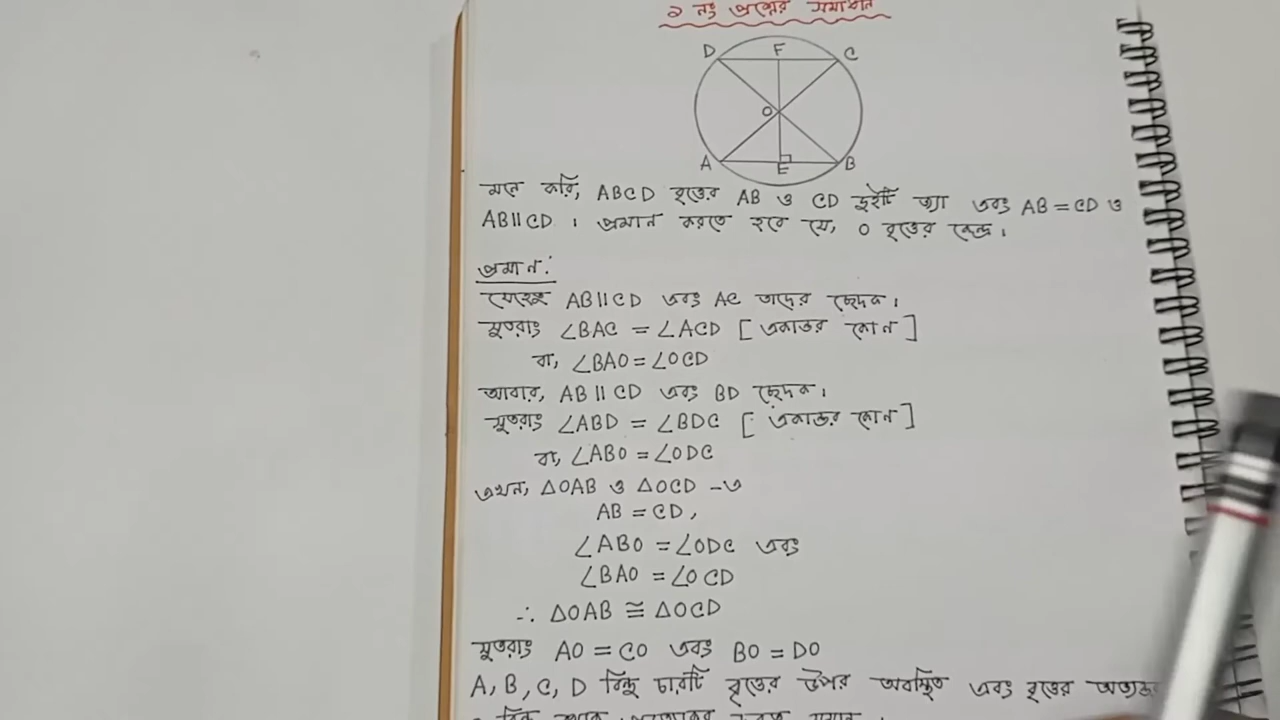 ১ নং প্রশ্নের সমাধান
D F C
O
A E B
মনে করি, ABCD বৃত্তের AB ও CD দুইটি জ্যা এবং AB = CD ও
AB || CD । প্রমান করতে হবে যে, O বৃত্তের কেন্দ্র।
প্রমান:
যেহেতু AB || CD এবং AC তাদের ছেদক।
সুতরাং ∠BAC = ∠ACD [ একান্তর কোন ]
বা, ∠BAO = ∠OCD
আবার, AB || CD এবং BD ছেদক।
সুতরাং ∠ABD = ∠BDC [ একান্তর কোন ]
বা, ∠ABO = ∠ODC
এখন, △OAB ও △OCD -এ
AB = CD,
∠ABO = ∠ODC এবং
∠BAO = ∠OCD
∴ △OAB ≅ △OCD
সুতরাং AO = CO এবং BO = DO
A, B, C, D বিন্দু চারটি বৃত্তের উপর অবস্থিত এবং বৃত্তের